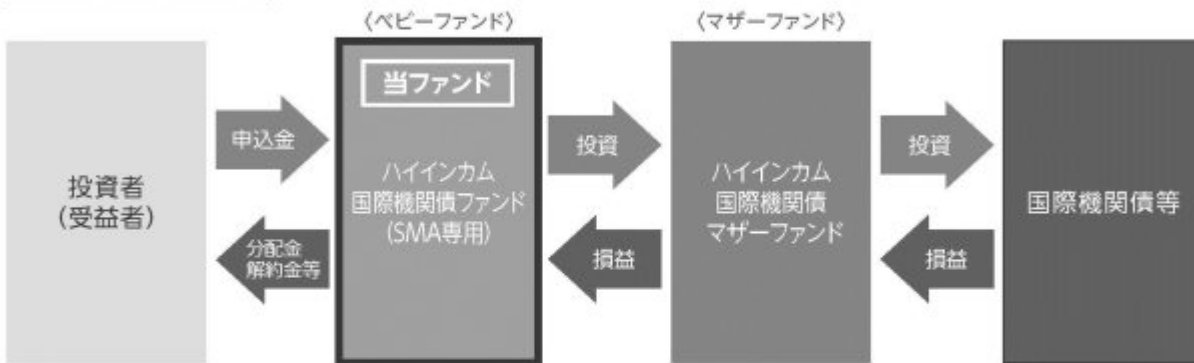 〈ベビーファンド〉
〈マザーファンド〉
投資者
(受益者)
申込金
分配金
解約金等
当ファンド
ハイインカム
国際機関債ファンド
(SMA専用)
投資
損益
ハイインカム
国際機関債
マザーファンド
投資
損益
国際機関債等